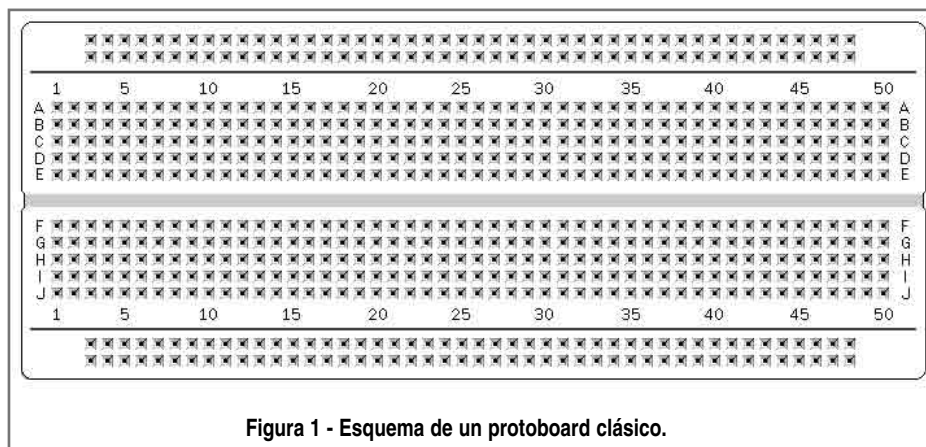 1 5 10 15 20 25 30 35 40 45 50
A A
B B
C C
D D
E E
F F
G G
H H
I I
J J
1 5 10 15 20 25 30 35 40 45 50
Figura 1 - Esquema de un protoboard clásico.